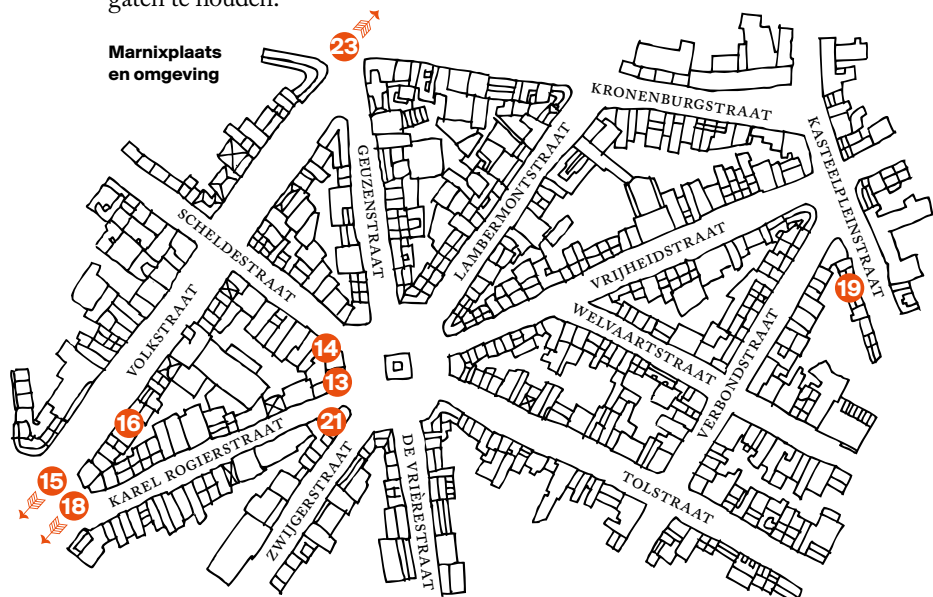 gaten te houden.
Marnixplaats
en omgeving
23
KRONENBURGSTRAAT
KASTEELPLEINSTRAAT
GEUZENSTRAAT
LAMBERMONTSTRAAT
SCHELDESTRAAT
VRIJHEIDSTRAAT
19
VOLKSTRAAT
WELVAARTSTRAAT
14
13
VERBONDSTRAAT
16
21
KAREL ROGIERSTRAAT
15
18
ZWIJGERSTRAAT
DE VRIÈRESTRAAT
TOLSTRAAT